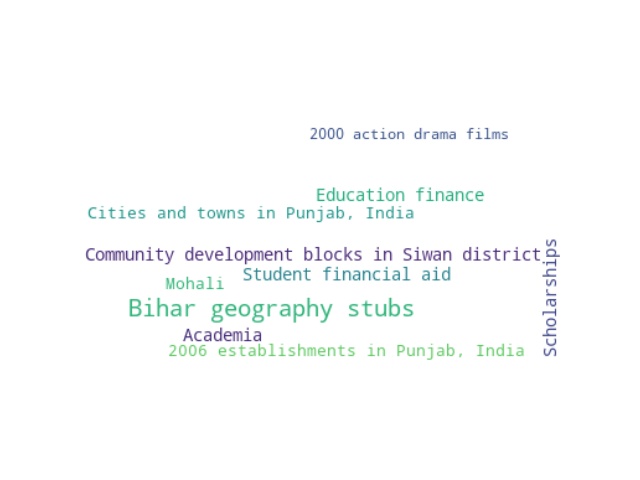 2000 action drama films
Education finance
Cities and towns in Punjab, India
Community development blocks in Siwan district
Student financial aid
Mohali
Scholarships
Bihar geography stubs
Academia
2006 establishments in Punjab, India